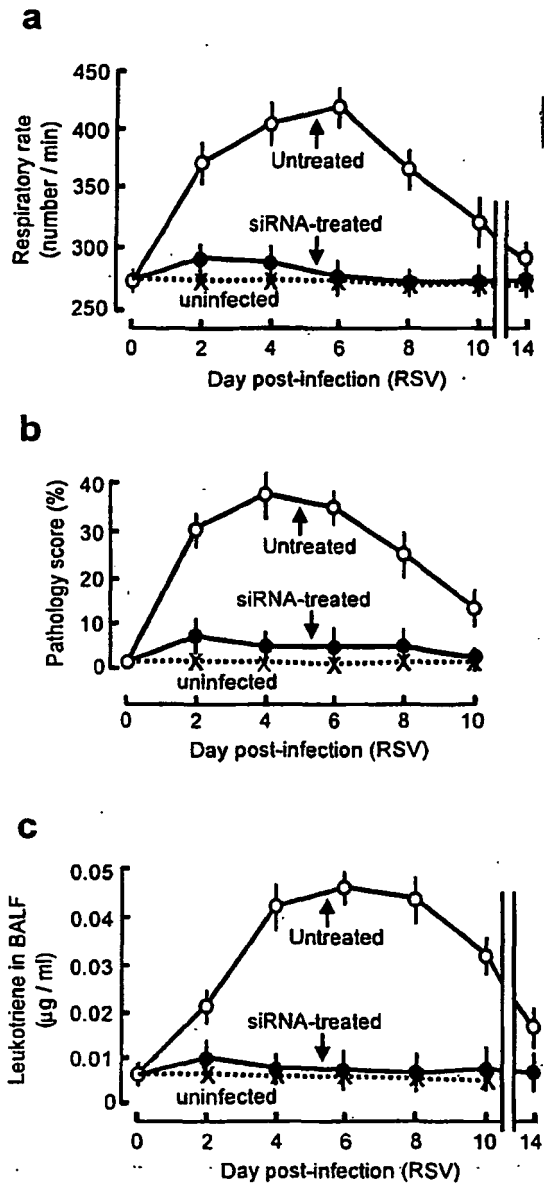 a
Respiratory rate
(number / min)
450
400
350
300
250
Untreated
siRNA-treated
uninfected
0 2 4 6 8 10 14
Day post-infection (RSV)
b
Pathology score (%)
40
30
20
10
0
Untreated
siRNA-treated
uninfected
0 2 4 6 8 10
Day post-infection (RSV)
c
Leukotriene in BALF
(µg / ml)
0.05
0.04
0.03
0.02
0.01
0
Untreated
siRNA-treated
uninfected
0 2 4 6 8 10 14
Day post-infection (RSV)